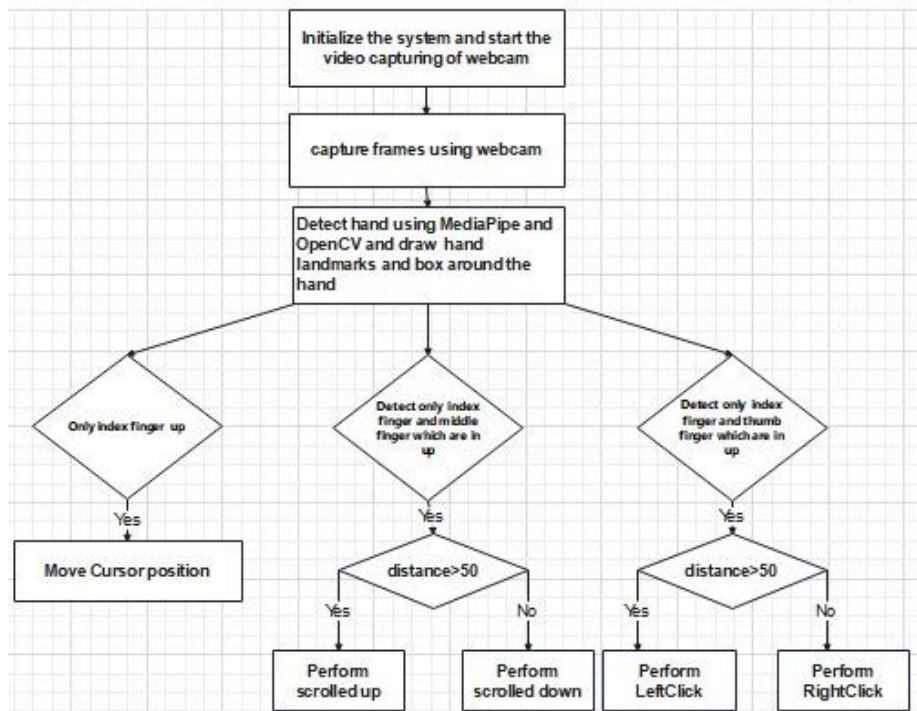 Initialize the system and start the
video capturing of webcam
capture frames using webcam
Detect hand using MediaPipe and
OpenCV and draw hand
landmarks and box around the
hand
Only index finger up
Detect only index
finger and middle
finger which are in
up
Detect only index
finger and thumb
finger which are in
up
Yes
Yes
Yes
Move Cursor position
distance>50
distance>50
Yes
No
Yes
No
Perform
scrolled up
Perform
scrolled down
Perform
LeftClick
Perform
RightClick